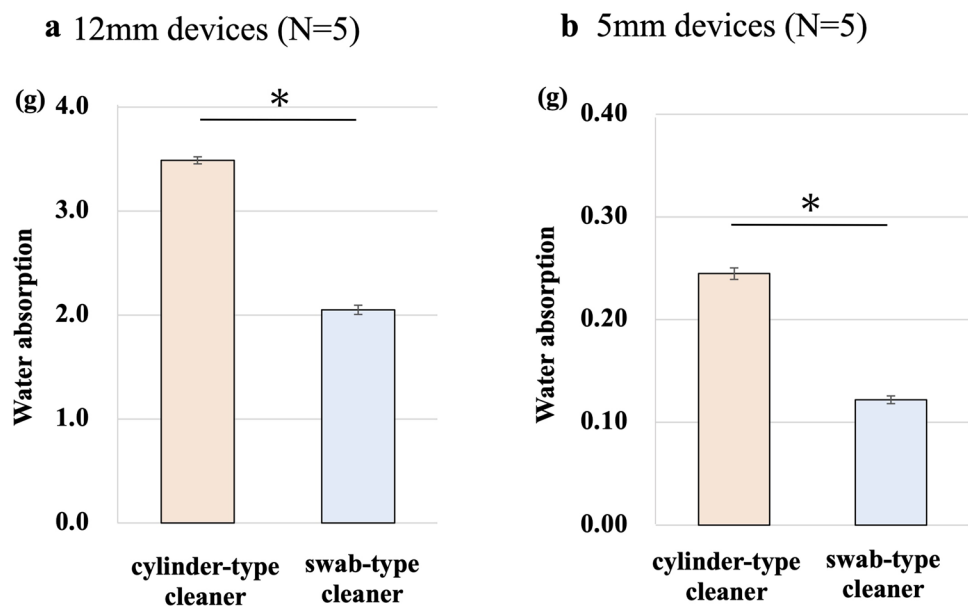 a 12mm devices (N=5)
(g)
4.0
3.0
2.0
1.0
0.0
Water absorption
*
cylinder-type
cleaner
swab-type
cleaner
b 5mm devices (N=5)
(g)
0.40
0.30
0.20
0.10
0.00
Water absorption
*
cylinder-type
cleaner
swab-type
cleaner